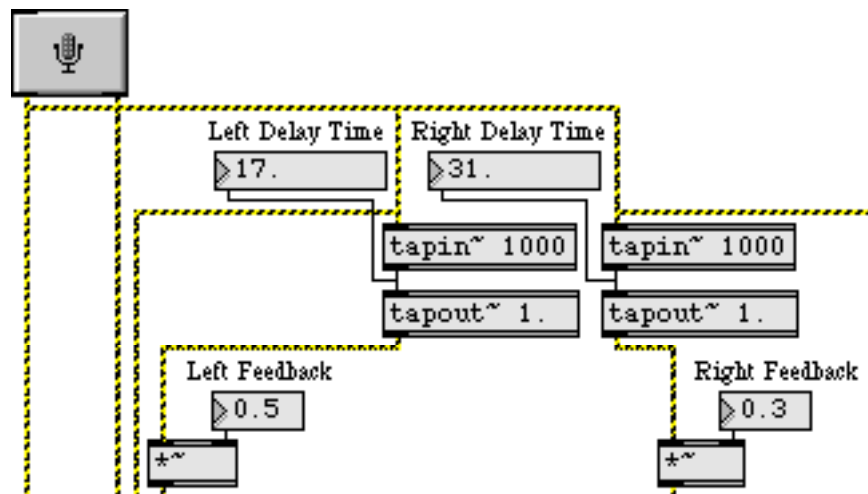 Left Delay Time Right Delay Time
17. 31.
tapin~ 1000 tapin~ 1000
tapout~ 1. tapout~ 1.
Left Feedback Right Feedback
0.5 0.3
*~ *~